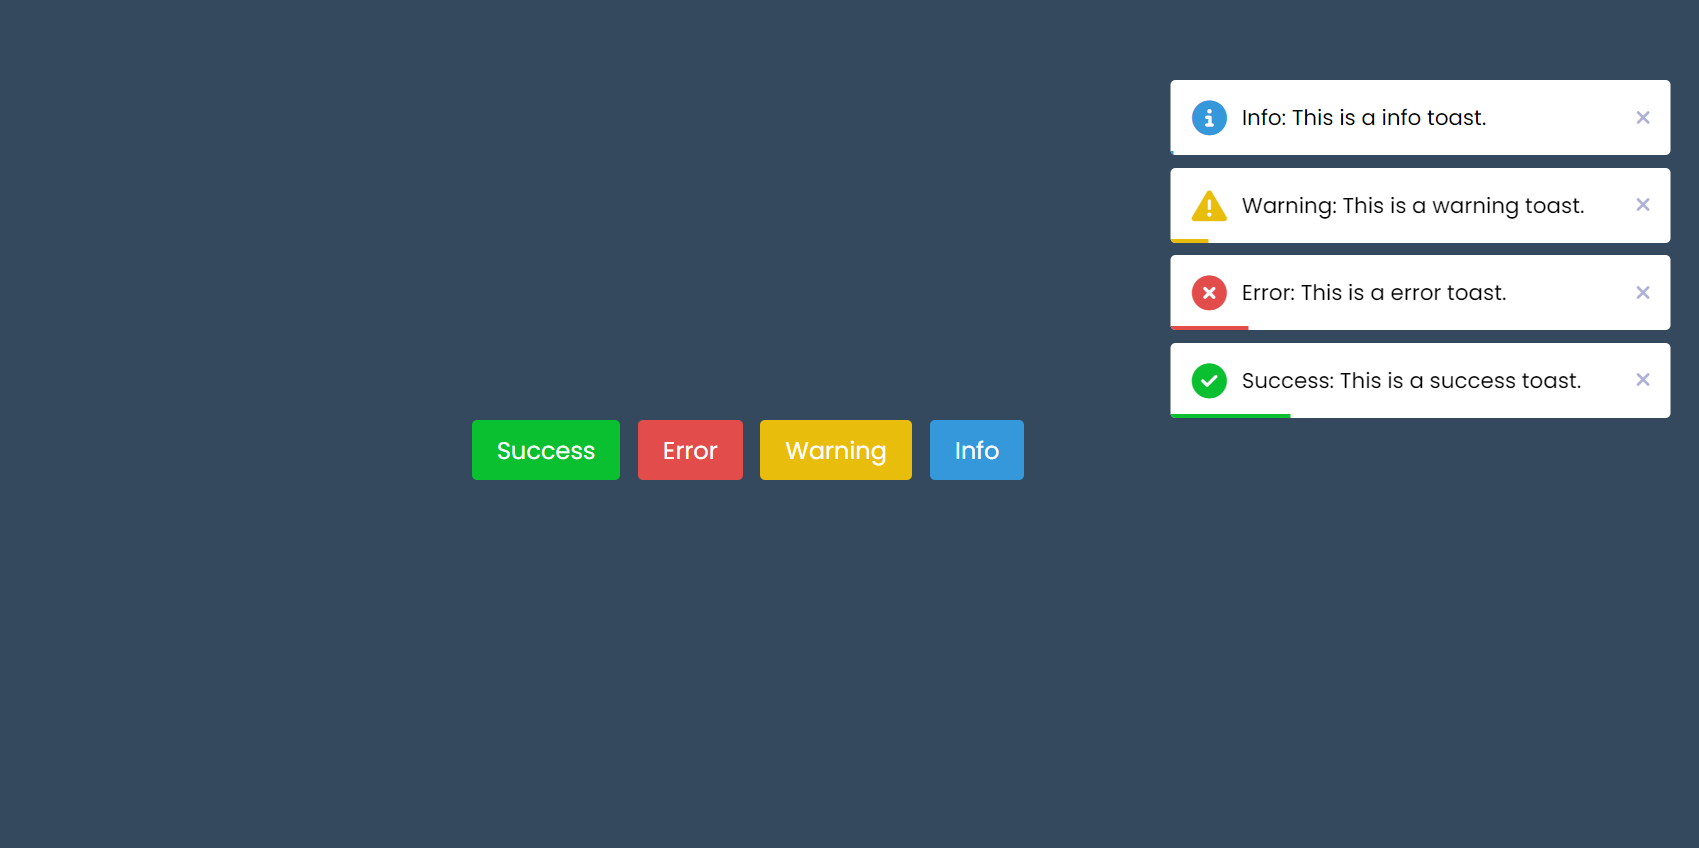 Info: This is a info toast.
Warning: This is a warning toast.
Error: This is a error toast.
Success: This is a success toast.
Success
Error
Warning
Info